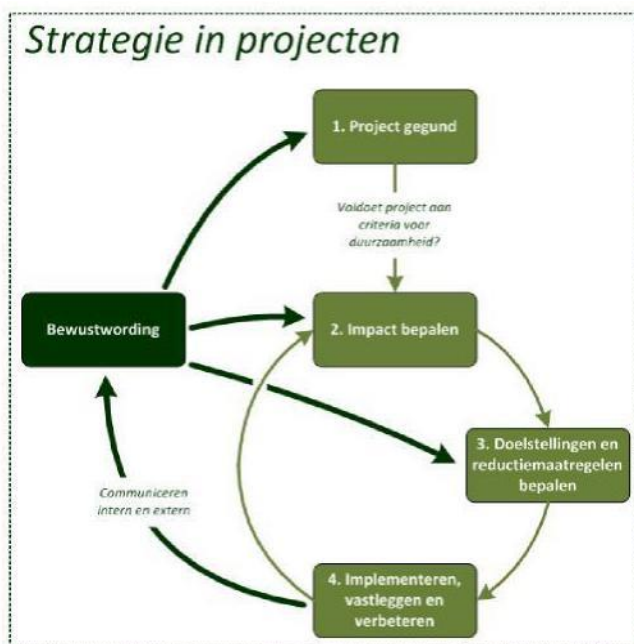 Strategie in projecten
1. Project gegund
Voldoet project aan
criteria voor
duurzaamheid?
Bewustwording
2. Impact bepalen
3. Doelstellingen en
reductiemaatregelen
bepalen
Communiceren
intern en extern
4. Implementeren,
vastleggen en
verbeteren